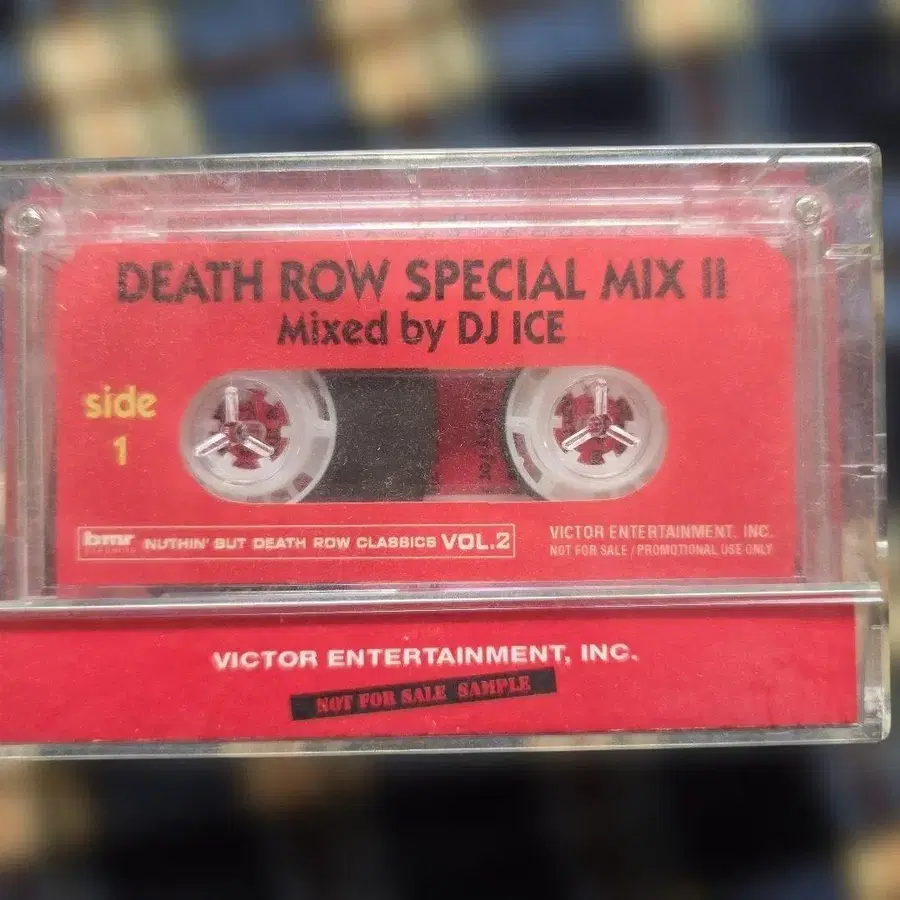 DEATH ROW SPECIAL MIX II
Mixed by DJ ICE
side
1
bmr
NUTHIN' BUT DEATH ROW CLASSICS VOL.2
VICTOR ENTERTAINMENT, INC.
NOT FOR SALE / PROMOTIONAL USE ONLY
VICTOR ENTERTAINMENT, INC.
NOT FOR SALE SAMPLE